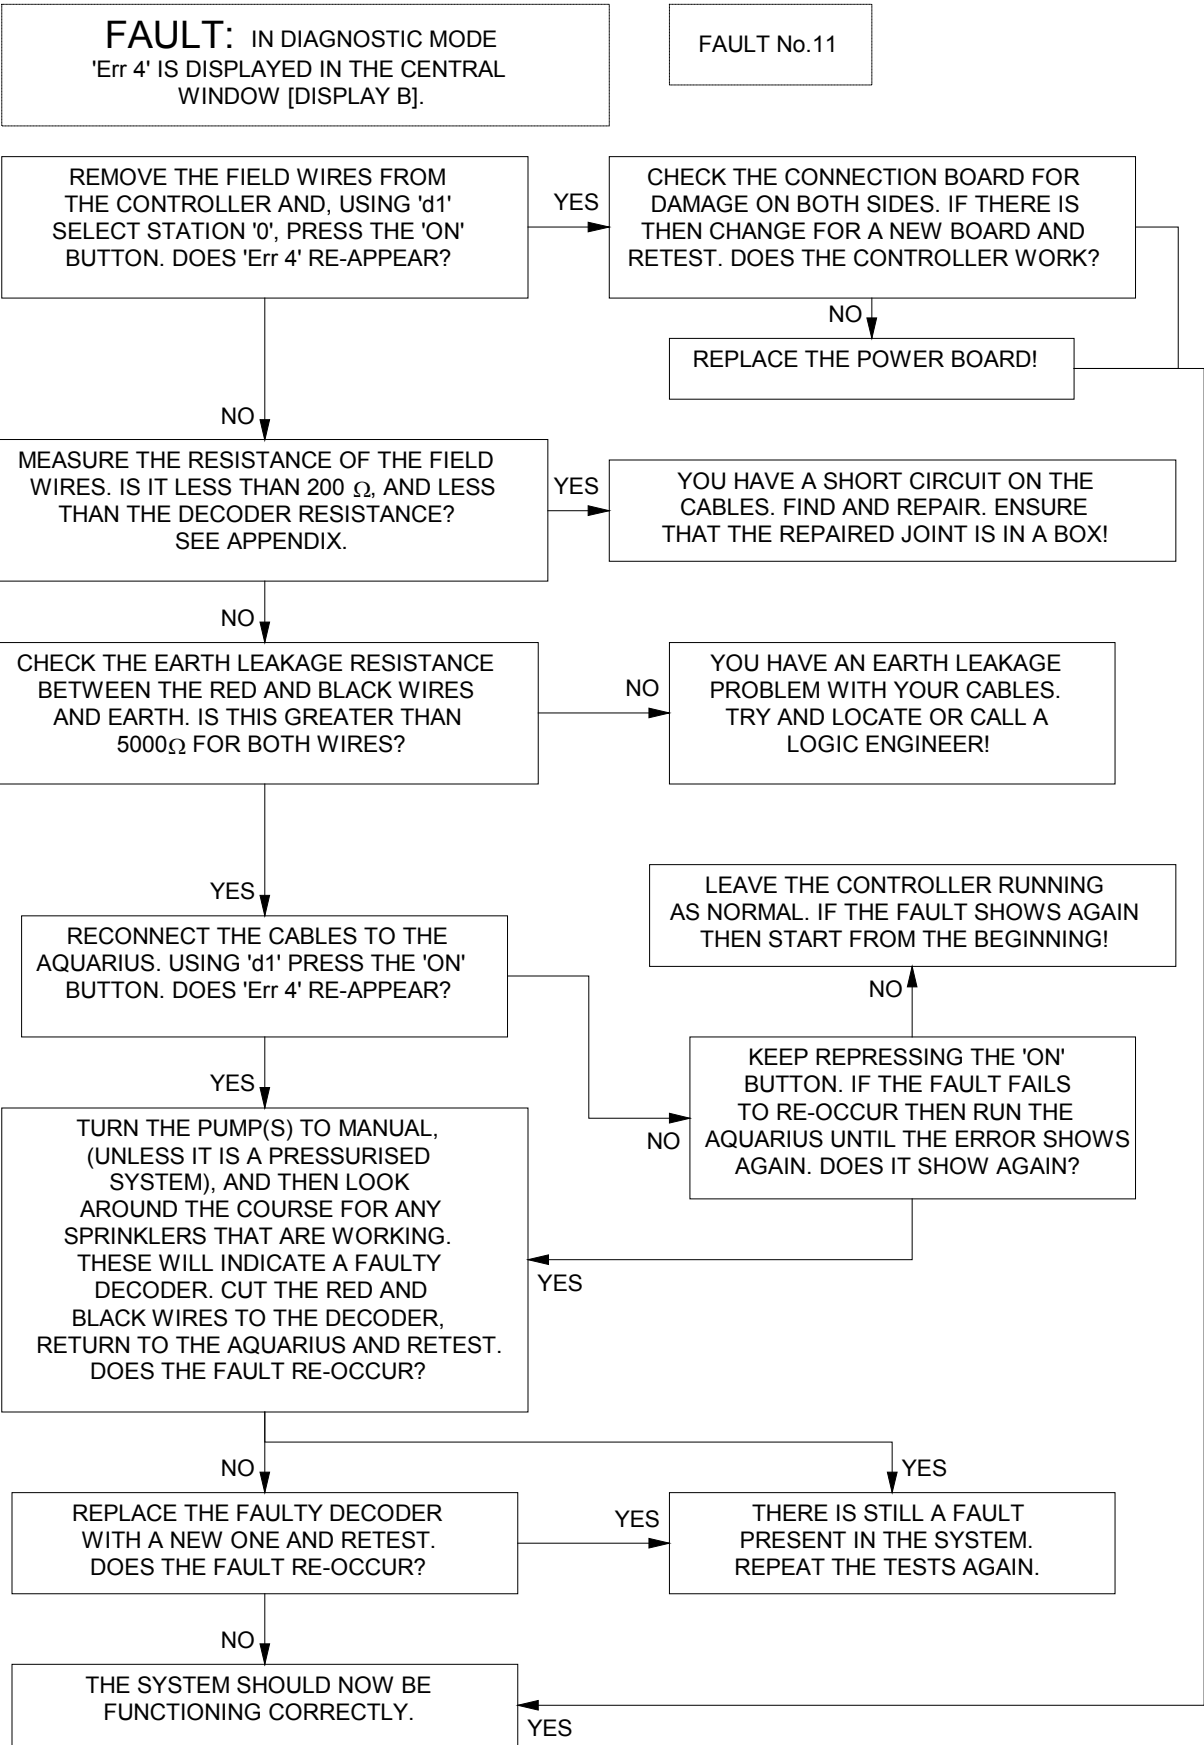 FAULT: IN DIAGNOSTIC MODE
'Err 4' IS DISPLAYED IN THE CENTRAL
WINDOW [DISPLAY B].
FAULT No.11
REMOVE THE FIELD WIRES FROM
THE CONTROLLER AND, USING 'd1'
SELECT STATION '0', PRESS THE 'ON'
BUTTON. DOES 'Err 4' RE-APPEAR?
YES
CHECK THE CONNECTION BOARD FOR
DAMAGE ON BOTH SIDES. IF THERE IS
THEN CHANGE FOR A NEW BOARD AND
RETEST. DOES THE CONTROLLER WORK?
NO
REPLACE THE POWER BOARD!
NO
MEASURE THE RESISTANCE OF THE FIELD
WIRES. IS IT LESS THAN 200 Ω, AND LESS
THAN THE DECODER RESISTANCE?
SEE APPENDIX.
YES
YOU HAVE A SHORT CIRCUIT ON THE
CABLES. FIND AND REPAIR. ENSURE
THAT THE REPAIRED JOINT IS IN A BOX!
NO
CHECK THE EARTH LEAKAGE RESISTANCE
BETWEEN THE RED AND BLACK WIRES
AND EARTH. IS THIS GREATER THAN
5000Ω FOR BOTH WIRES?
NO
YOU HAVE AN EARTH LEAKAGE
PROBLEM WITH YOUR CABLES.
TRY AND LOCATE OR CALL A
LOGIC ENGINEER!
YES
RECONNECT THE CABLES TO THE
AQUARIUS. USING 'd1' PRESS THE 'ON'
BUTTON. DOES 'Err 4' RE-APPEAR?
LEAVE THE CONTROLLER RUNNING
AS NORMAL. IF THE FAULT SHOWS AGAIN
THEN START FROM THE BEGINNING!
NO
KEEP REPRESSING THE 'ON'
BUTTON. IF THE FAULT FAILS
TO RE-OCCUR THEN RUN THE
AQUARIUS UNTIL THE ERROR SHOWS
AGAIN. DOES IT SHOW AGAIN?
NO
YES
YES
TURN THE PUMP(S) TO MANUAL,
(UNLESS IT IS A PRESSURISED
SYSTEM), AND THEN LOOK
AROUND THE COURSE FOR ANY
SPRINKLERS THAT ARE WORKING.
THESE WILL INDICATE A FAULTY
DECODER. CUT THE RED AND
BLACK WIRES TO THE DECODER,
RETURN TO THE AQUARIUS AND RETEST.
DOES THE FAULT RE-OCCUR?
NO
YES
REPLACE THE FAULTY DECODER
WITH A NEW ONE AND RETEST.
DOES THE FAULT RE-OCCUR?
YES
THERE IS STILL A FAULT
PRESENT IN THE SYSTEM.
REPEAT THE TESTS AGAIN.
NO
THE SYSTEM SHOULD NOW BE
FUNCTIONING CORRECTLY.
YES